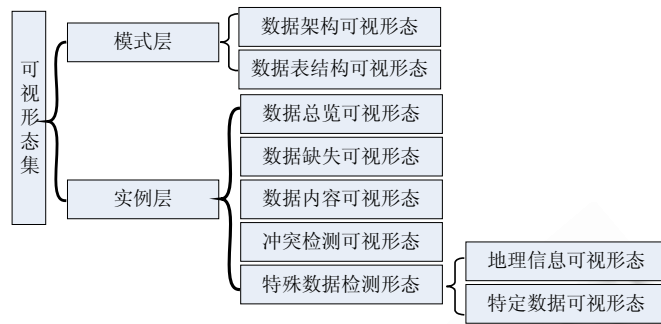 可视形态集
模式层
数据架构可视形态
数据表结构可视形态
实例层
数据总览可视形态
数据缺失可视形态
数据内容可视形态
冲突检测可视形态
特殊数据检测形态
地理信息可视形态
特定数据可视形态